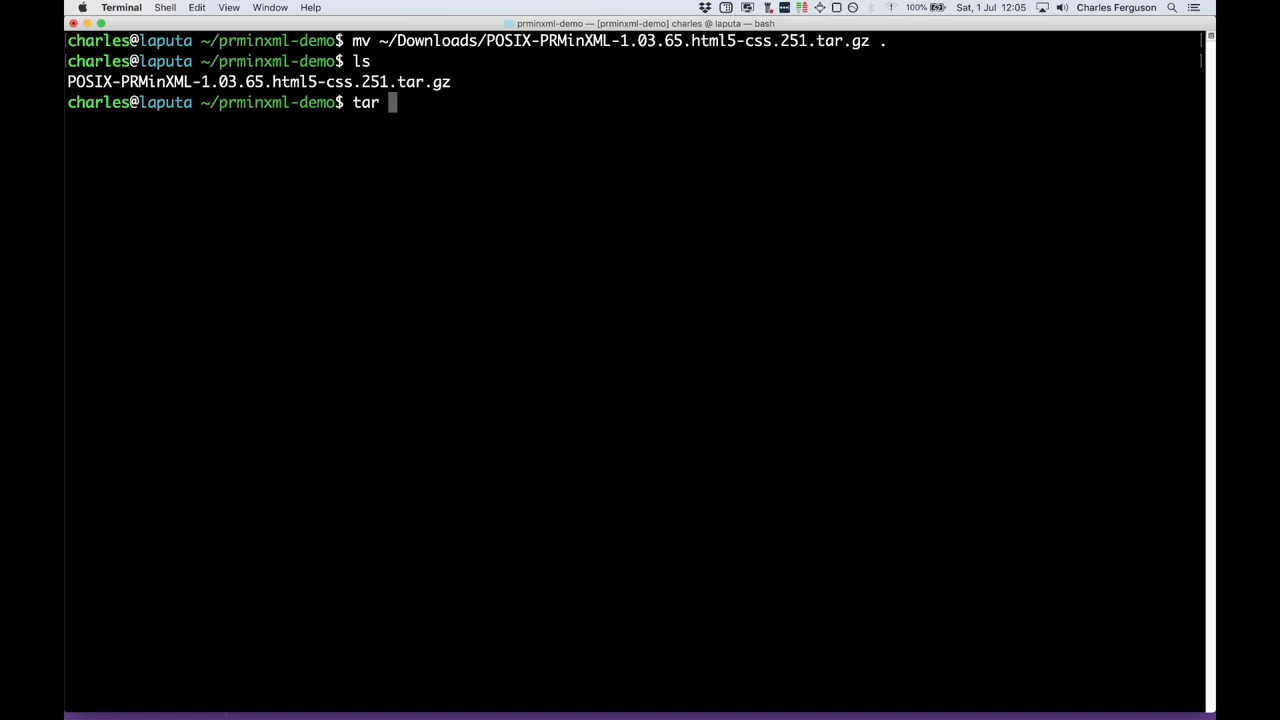 Terminal Shell Edit View Window Help 100% Sat, 1 Jul 12:05 Charles Ferguson
prminxml-demo — [prminxml-demo] charles @ laputa — bash
charles@laputa ~/prminxml-demo$ mv ~/Downloads/POSIX-PRMinXML-1.03.65.html5-css.251.tar.gz .
charles@laputa ~/prminxml-demo$ ls
POSIX-PRMinXML-1.03.65.html5-css.251.tar.gz
charles@laputa ~/prminxml-demo$ tar